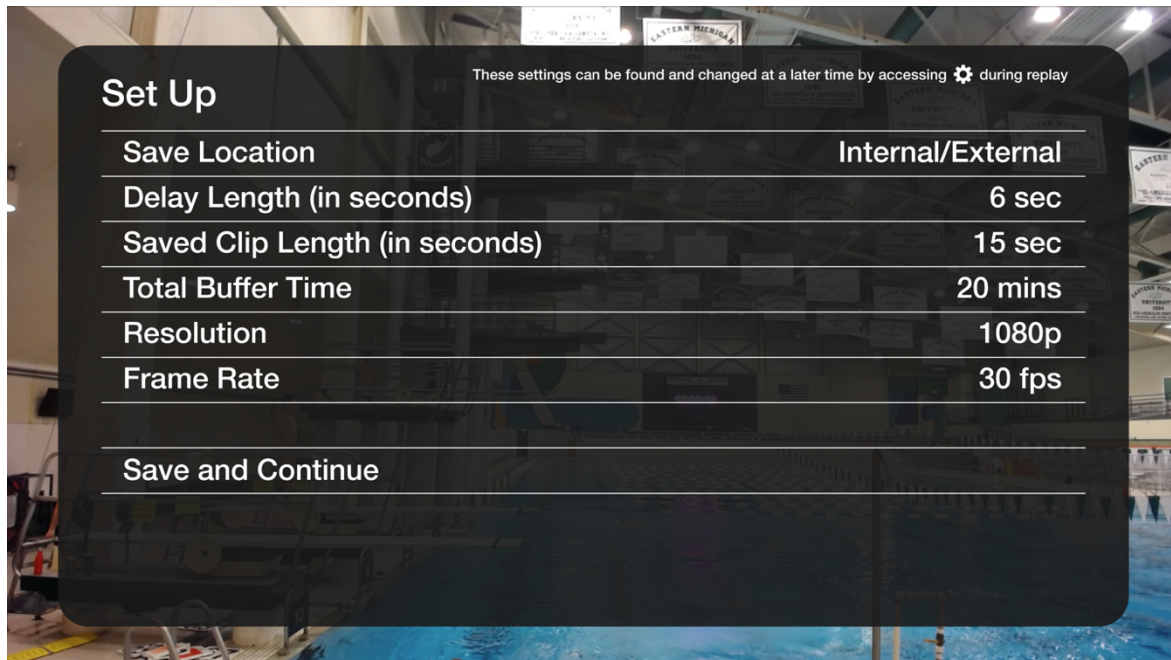 Set Up
These settings can be found and changed at a later time by accessing during replay
Save Location Internal/External
Delay Length (in seconds) 6 sec
Saved Clip Length (in seconds) 15 sec
Total Buffer Time 20 mins
Resolution 1080p
Frame Rate 30 fps
Save and Continue
EASTERN MICHIGAN